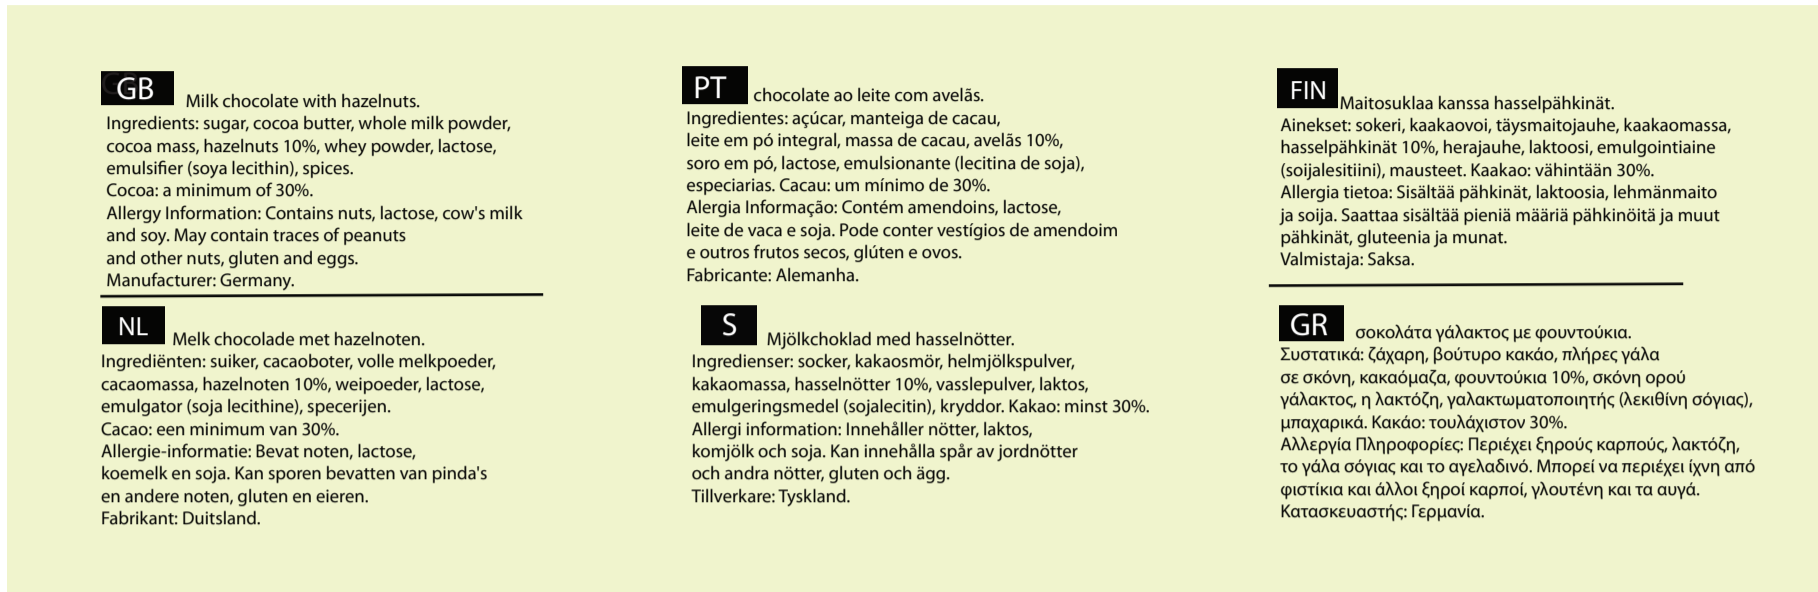 GB Milk chocolate with hazelnuts.
Ingredients: sugar, cocoa butter, whole milk powder,
cocoa mass, hazelnuts 10%, whey powder, lactose,
emulsifier (soya lecithin), spices.
Cocoa: a minimum of 30%.
Allergy Information: Contains nuts, lactose, cow's milk
and soy. May contain traces of peanuts
and other nuts, gluten and eggs.
Manufacturer: Germany.
NL Melk chocolade met hazelnoten.
Ingrediënten: suiker, cacaoboter, volle melkpoeder,
cacaomassa, hazelnoten 10%, weipoeder, lactose,
emulgator (soja lecithine), specerijen.
Cacao: een minimum van 30%.
Allergie-informatie: Bevat noten, lactose,
koemelk en soja. Kan sporen bevatten van pinda's
en andere noten, gluten en eieren.
Fabrikant: Duitsland.
PT chocolate ao leite com avelãs.
Ingredientes: açúcar, manteiga de cacau,
leite em pó integral, massa de cacau, avelãs 10%,
soro em pó, lactose, emulsionante (lecitina de soja),
especiarias. Cacau: um mínimo de 30%.
Alergia Informação: Contém amendoins, lactose,
leite de vaca e soja. Pode conter vestígios de amendoim
e outros frutos secos, glúten e ovos.
Fabricante: Alemanha.
S Mjölkchoklad med hasselnötter.
Ingredienser: socker, kakaosmör, helmjölkspulver,
kakaomassa, hasselnötter 10%, vasslepulver, laktos,
emulgeringsmedel (sojalecitin), kryddor. Kakao: minst 30%.
Allergi information: Innehåller nötter, laktos,
komjölk och soja. Kan innehålla spår av jordnötter
och andra nötter, gluten och ägg.
Tillverkare: Tyskland.
FIN Maitosuklaa kanssa hasselpähkinät.
Ainekset: sokeri, kaakaovoi, täysmaitojauhe, kaakaomassa,
hasselpähkinät 10%, herajauhe, laktoosi, emulgointiaine
(soijalesitiini), mausteet. Kaakao: vähintään 30%.
Allergia tietoa: Sisältää pähkinät, laktoosia, lehmänmaito
ja soija. Saattaa sisältää pieniä määriä pähkinöitä ja muut
pähkinät, gluteenia ja munat.
Valmistaja: Saksa.
GR σοκολάτα γάλακτος με φουντούκια.
Συστατικά: ζάχαρη, βούτυρο κακάο, πλήρες γάλα
σε σκόνη, κακαόμαζα, φουντούκια 10%, σκόνη ορού
γάλακτος, η λακτόζη, γαλακτωματοποιητής (λεκιθίνη σόγιας),
μπαχαρικά. Κακάο: τουλάχιστον 30%.
Αλλεργία Πληροφορίες: Περιέχει ξηρούς καρπούς, λακτόζη,
το γάλα σόγιας και το αγελαδινό. Μπορεί να περιέχει ίχνη από
φιστίκια και άλλοι ξηροί καρποί, γλουτένη και τα αυγά.
Κατασκευαστής: Γερμανία.